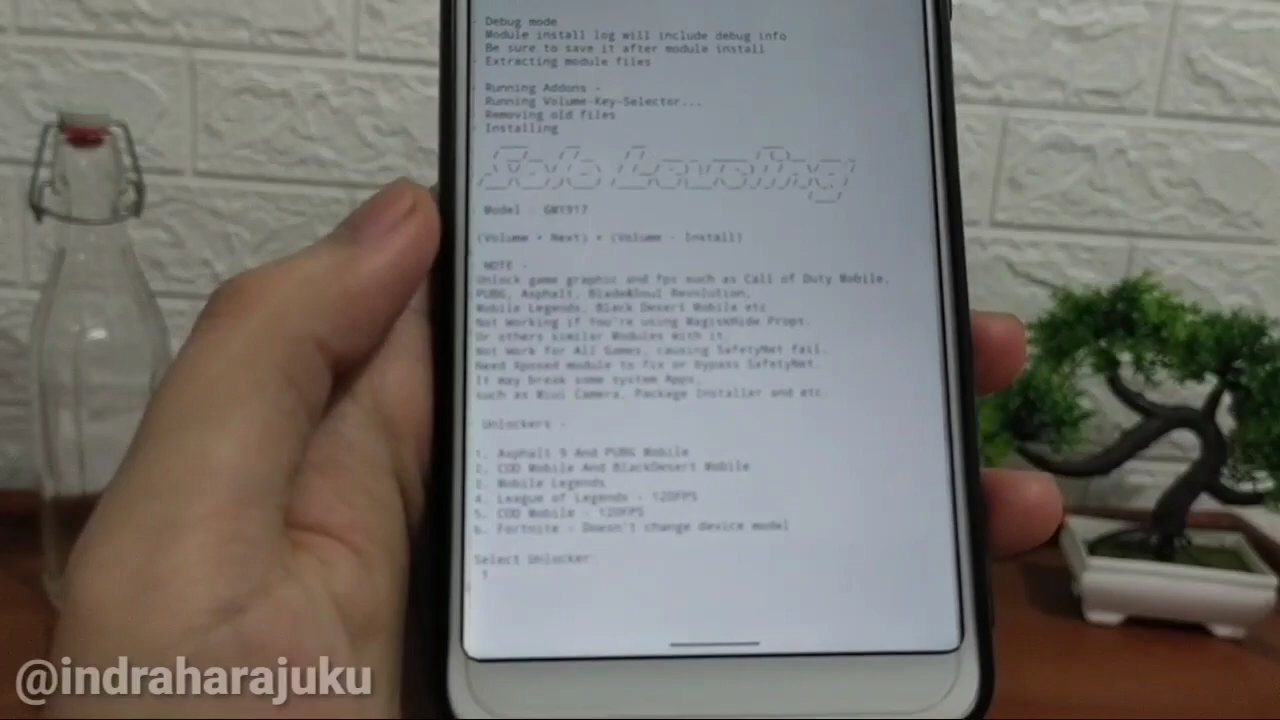 - Debug mode
Module install log will include debug info
Be sure to save it after module install
- Extracting module files
- Running Addons -
Running Volume-Key-Selector...
Removing old files
- Installing
Solo Leveling
Model : GM1917
(Volume + Next) × (Volume - Install)
- NOTE -
Unlock game graphic and fps such as Call of Duty Mobile,
PUBG, Asphalt, Blade&Soul Revolution,
Mobile Legends, Black Desert Mobile etc
Not Working if You're using MagiskHide Props.
Or others similar Modules with it.
Not Work for All Games, causing SafetyNet fail.
Need Xposed module to fix or bypass SafetyNet.
It may break some system Apps,
such as Miui Camera, Package Installer and etc.
- Unlockers -
1. Asphalt 9 And PUBG Mobile
2. COD Mobile And BlackDesert Mobile
3. Mobile Legends
4. League of Legends - 120FPS
5. COD Mobile - 120FPS
6. Fortnite - Doesn't change device model
Select Unlocker:
1
@indraharajuku